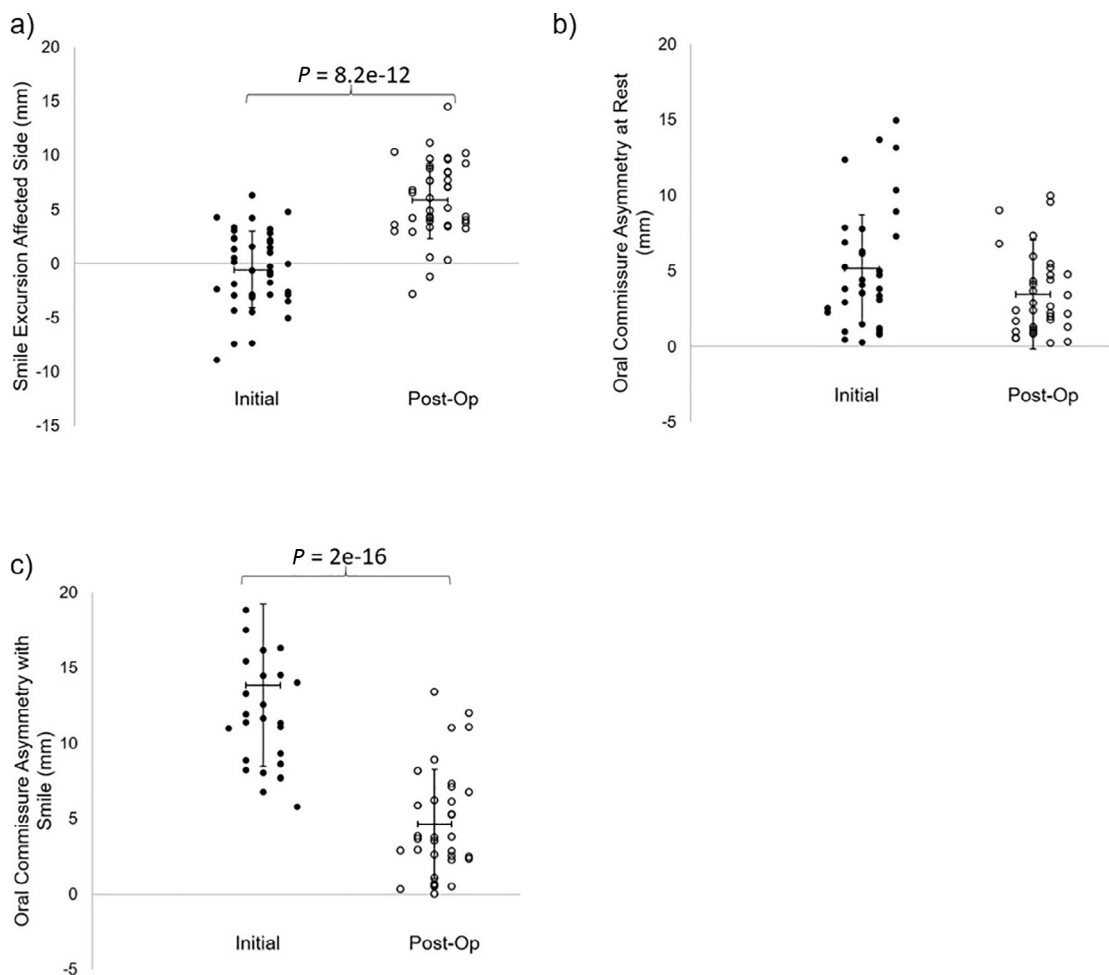 a)
Smile Excursion Affected Side (mm)
20
15
10
5
0
-5
-10
-15
P = 8.2e-12
Initial
Post-Op
b)
Oral Commissure Asymmetry at Rest
(mm)
20
15
10
5
0
-5
Initial
Post-Op
c)
Oral Commissure Asymmetry with
Smile (mm)
20
15
10
5
0
-5
P = 2e-16
Initial
Post-Op